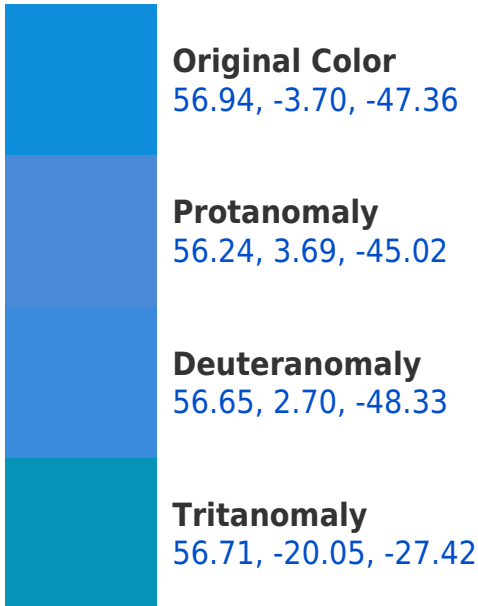 Original Color
56.94, -3.70, -47.36
Protanomaly
56.24, 3.69, -45.02
Deuteranomaly
56.65, 2.70, -48.33
Tritanomaly
56.71, -20.05, -27.42